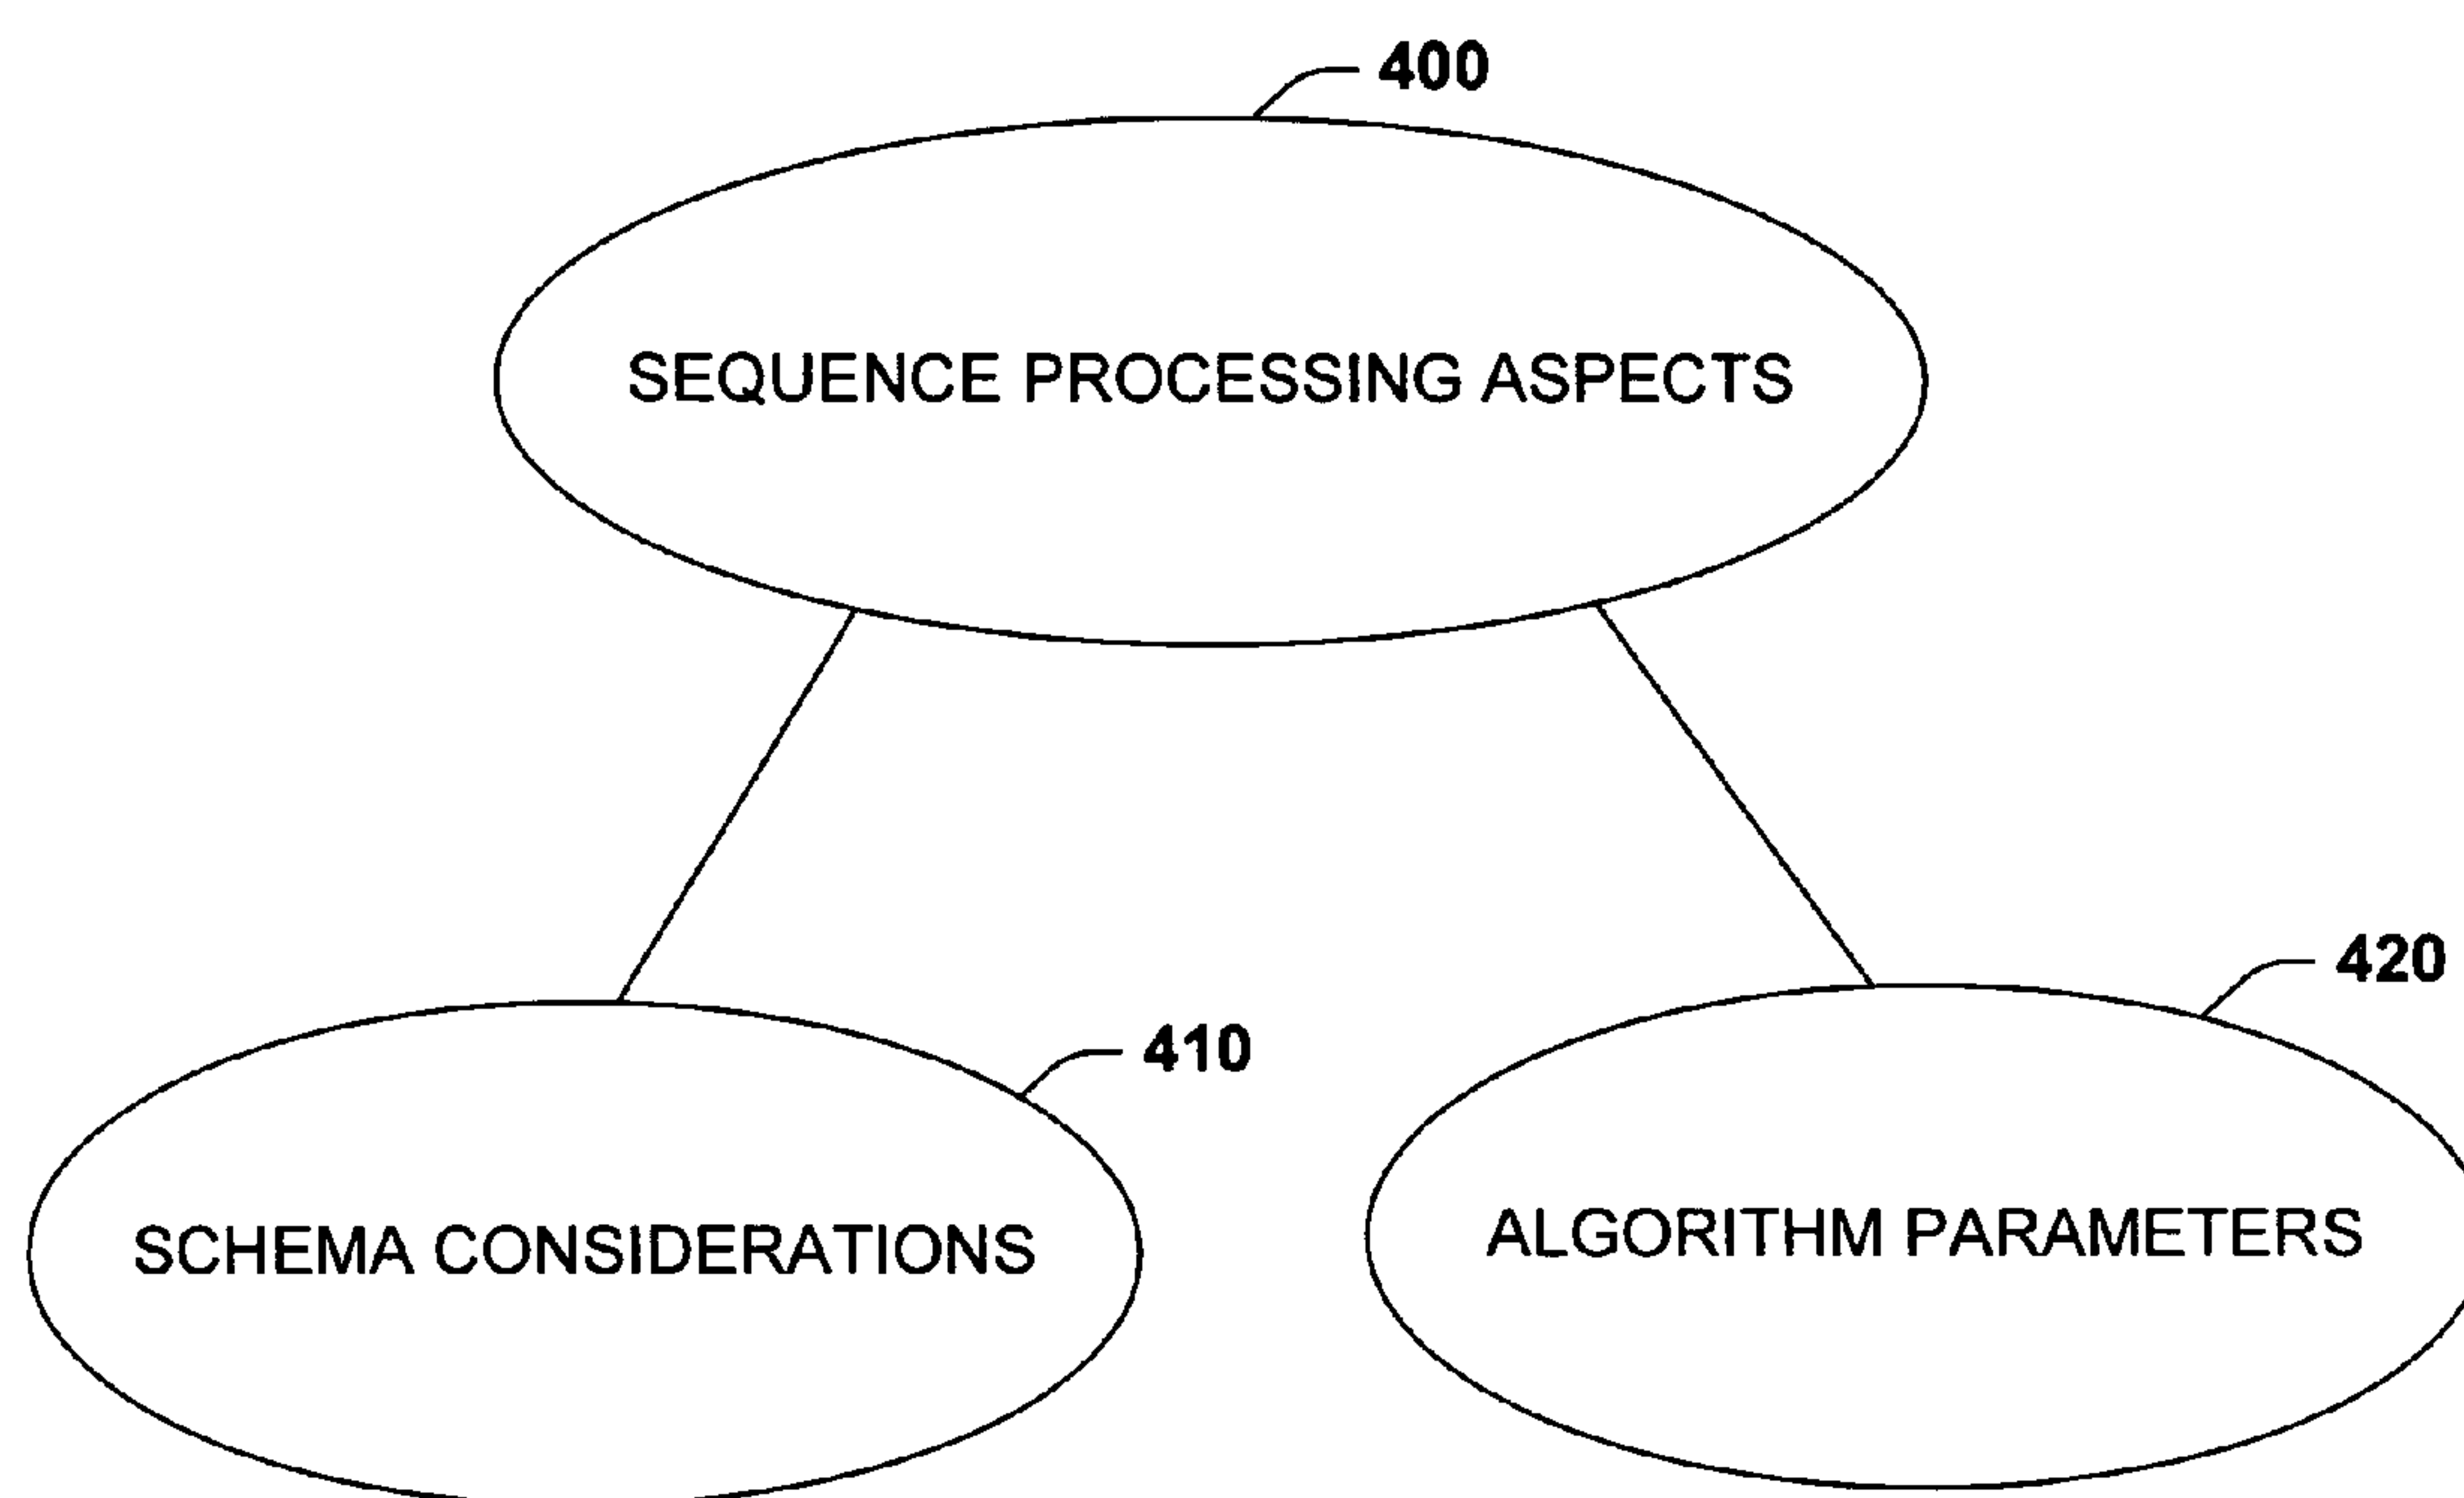 400
SEQUENCE PROCESSING ASPECTS
420
410
SCHEMA CONSIDERATIONS
ALGORITHM PARAMETERS